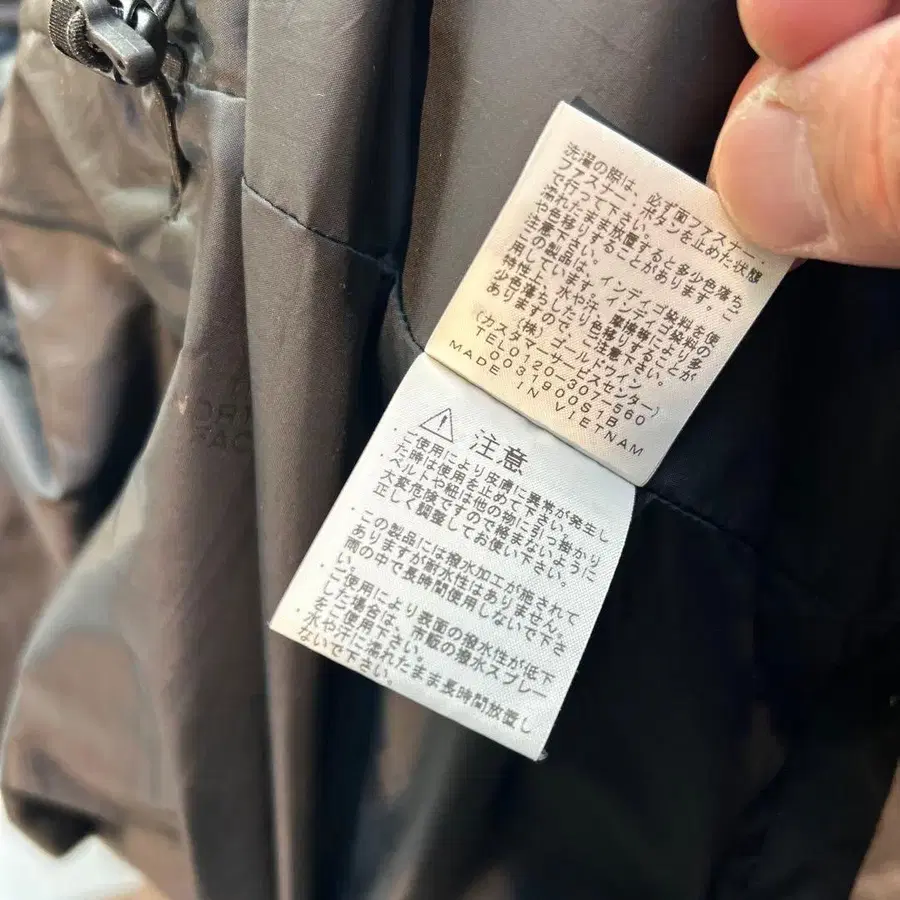 洗濯の際は、必ず面ファスナー・
ファスナー・ボタンを止めた状態
で行って下さい。
濡れたまま放置すると多少色落ち
や色移りすることがあります。ご
注意下さい。
この製品は、インディゴ染料を使
用しています。インディゴ染料の
特性上、水や汗、摩擦等により多
少色落ちしたり、色移りすることが
ありますので、ご注意下さい。
(株)ゴールドウイン
(カスタマーサービスセンター)
TEL0120-307-560
0031900S1B
MADE IN VIETNAM
注意
・ご使用により皮膚に異常が発生し
た時は使用を止めて下さい。
・ベルトや紐は他の物に引っ掛かり
大変危険ですので絡まないように
正しく調整してお使い下さい。
・この製品には撥水加工が施されて
ありますが耐水性はありません。
雨の中で長時間使用しないで下さ
い。
・ご使用により表面の撥水性が低下
した場合は、市販の撥水スプレー
をご使用下さい。
・水や汗に濡れたまま長時間放置し
ないで下さい。